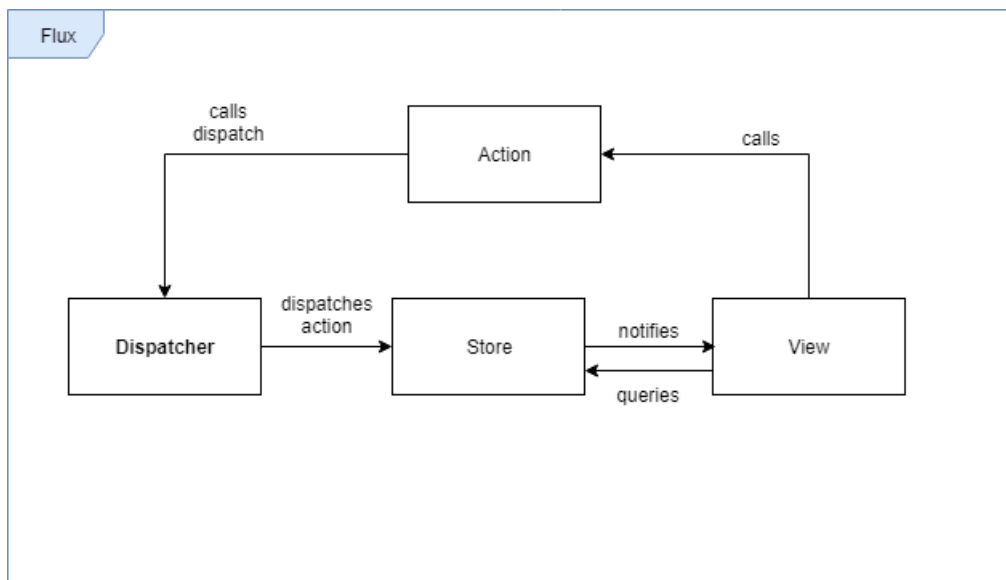 Flux
calls
dispatch
Action
calls
Dispatcher
dispatches
action
Store
notifies
queries
View